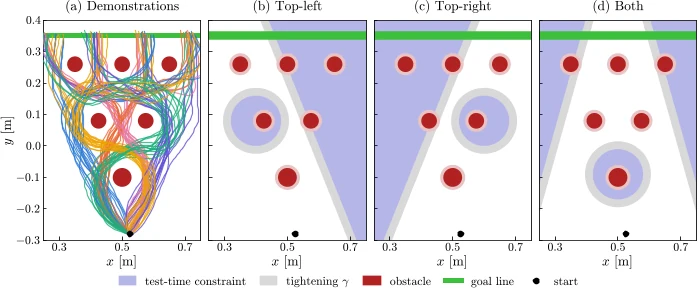 (a) Demonstrations
(b) Top-left
(c) Top-right
(d) Both
0.4
0.3
0.2
0.1
0.0
−0.1
−0.2
−0.3
y [m]
0.3 0.5 0.7
0.3 0.5 0.7
0.3 0.5 0.7
0.3 0.5 0.7
x [m]
x [m]
x [m]
x [m]
test-time constraint
tightening γ
obstacle
goal line
start